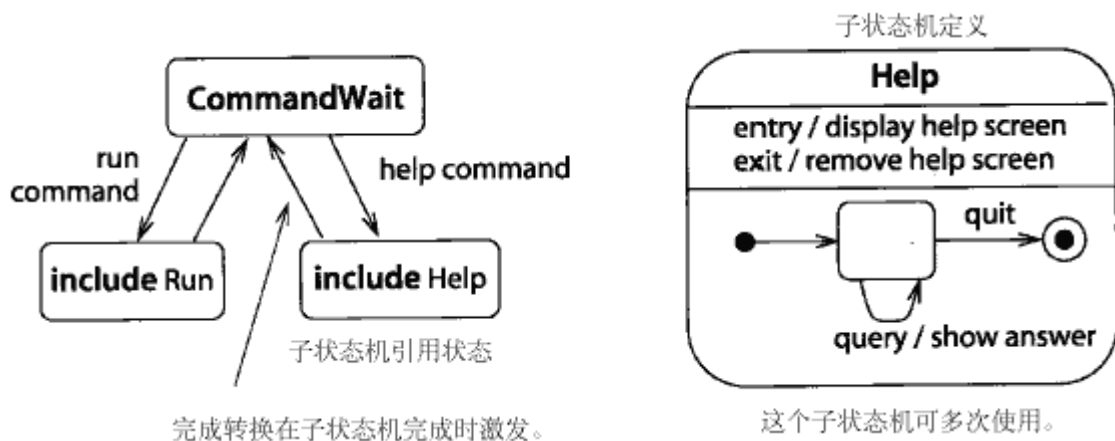 CommandWait
run
command
help command
include Run
include Help
子状态机引用状态
完成转换在子状态机完成时激发。
子状态机定义
Help
entry / display help screen
exit / remove help screen
quit
query / show answer
这个子状态机可多次使用。